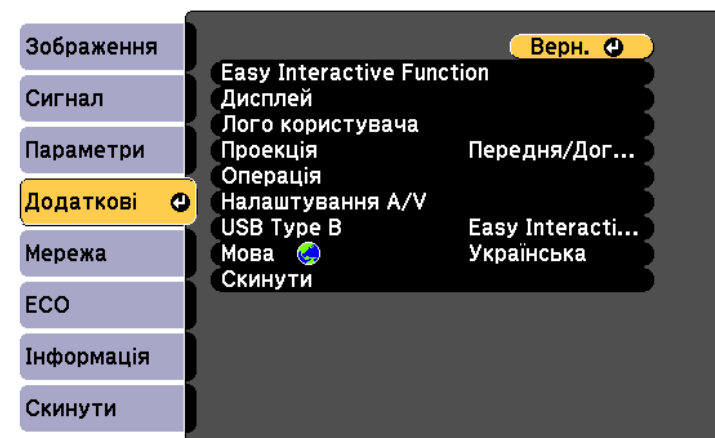 Зображення
Сигнал
Параметри
Додаткові
Мережа
ECO
Інформація
Скинути
Верн.
Easy Interactive Function
Дисплей
Лого користувача
Проекція Передня/Дог...
Операція
Налаштування A/V
USB Type B Easy Interacti...
Мова Українська
Скинути